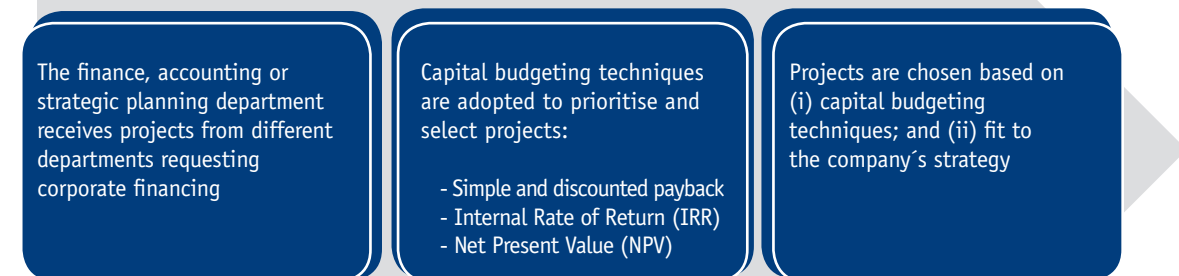 The finance, accounting or
strategic planning department
receives projects from different
departments requesting
corporate financing
Capital budgeting techniques
are adopted to prioritise and
select projects:
- Simple and discounted payback
- Internal Rate of Return (IRR)
- Net Present Value (NPV)
Projects are chosen based on
(i) capital budgeting
techniques; and (ii) fit to
the company´s strategy